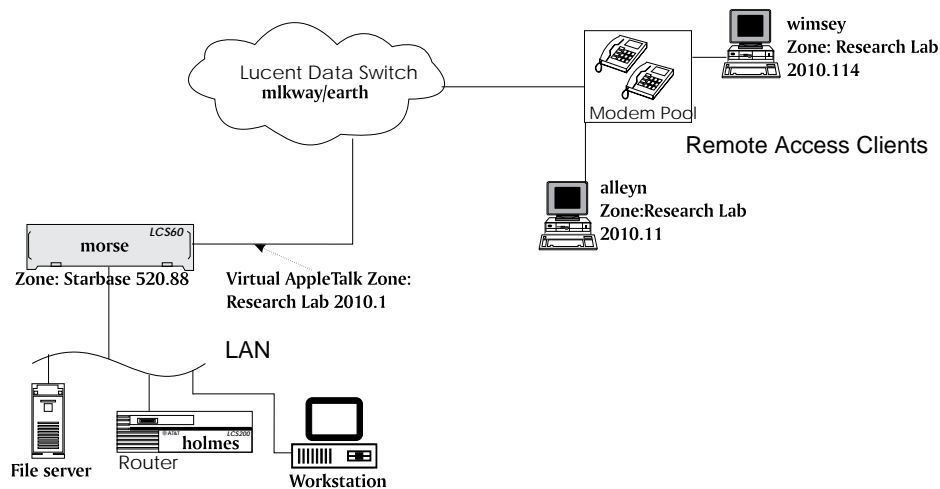 wimsey
Zone: Research Lab
2010.114
Lucent Data Switch
mlkway/earth
Modem Pool
Remote Access Clients
alleyn
Zone:Research Lab
2010.11
LCS60
morse
Zone: Starbase 520.88
Virtual AppleTalk Zone:
Research Lab 2010.1
LAN
AT&T
LCS200
holmes
Router
File server
Workstation